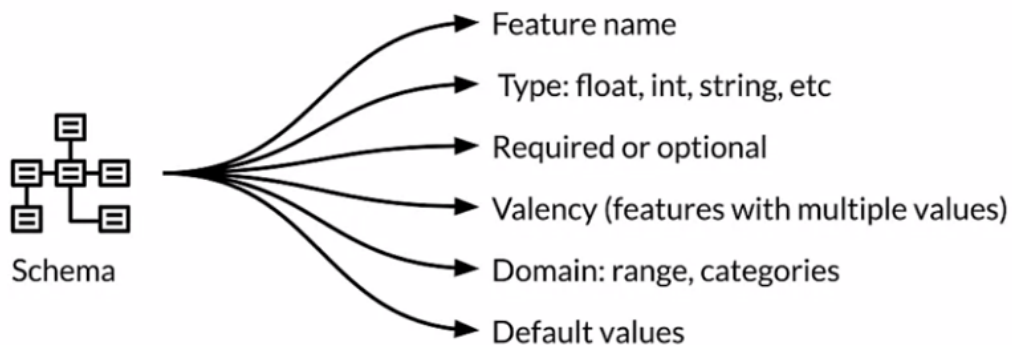 Feature name
Type: float, int, string, etc
Required or optional
Valency (features with multiple values)
Schema
Domain: range, categories
Default values